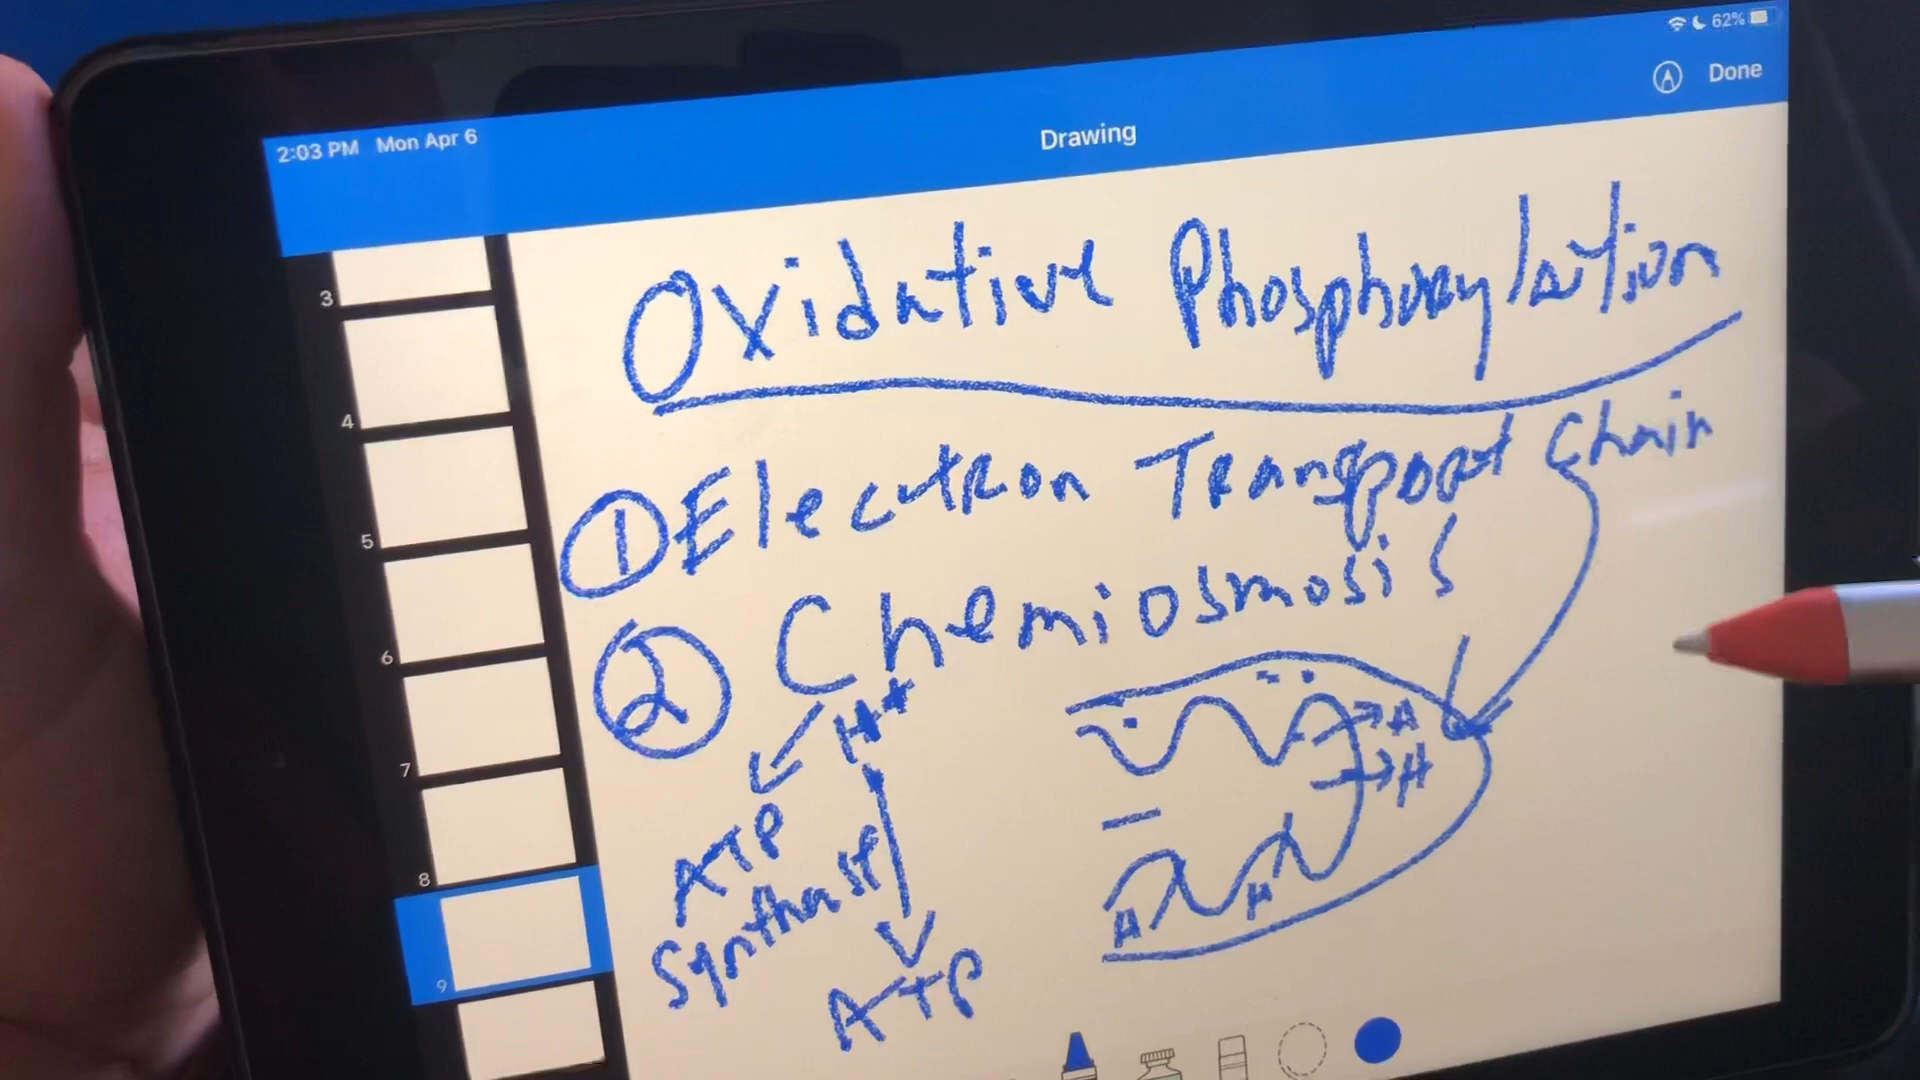 62%
2:03 PM Mon Apr 6
Drawing
Done
Oxidative Phosphorylation
① Electron Transport Chain
② Chemiosmosis
H+
ATP
Synthase
ATP
H
H
H
H
3
4
5
6
7
8
9